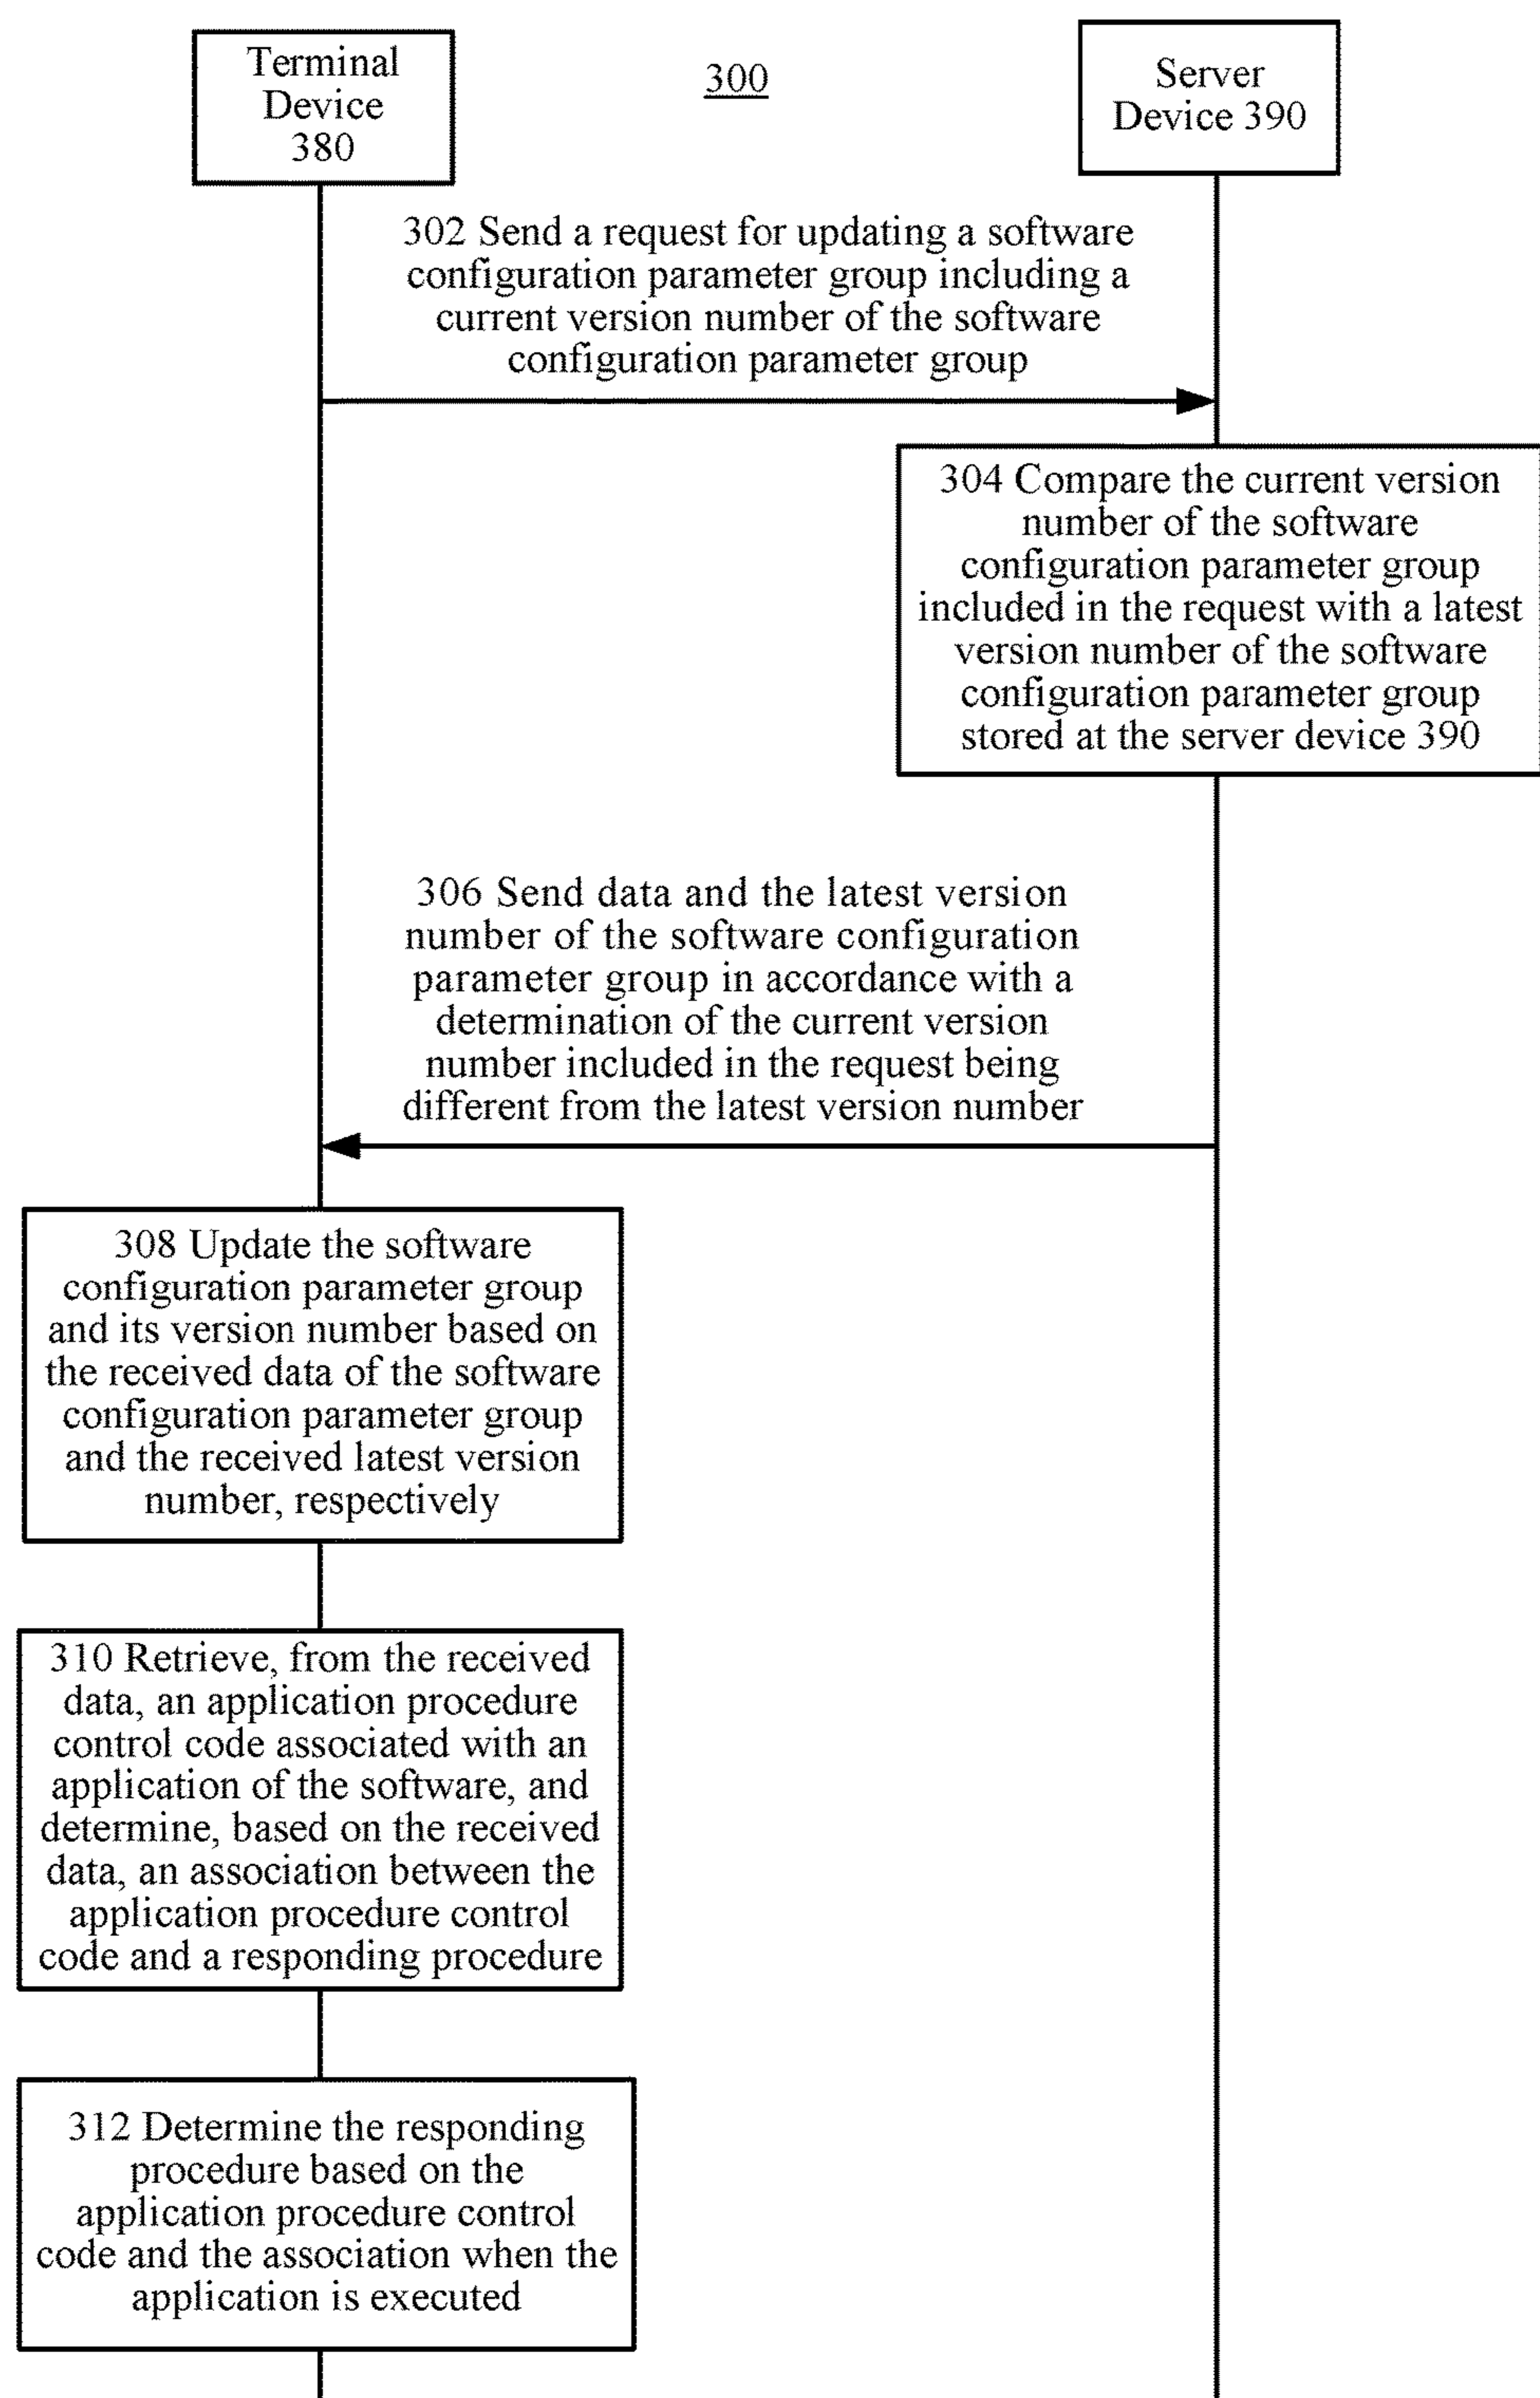 Terminal
Device
380
300
Server
Device 390
302 Send a request for updating a software
configuration parameter group including a
current version number of the software
configuration parameter group
304 Compare the current version
number of the software
configuration parameter group
included in the request with a latest
version number of the software
configuration parameter group
stored at the server device 390
306 Send data and the latest version
number of the software configuration
parameter group in accordance with a
determination of the current version
number included in the request being
different from the latest version number
308 Update the software
configuration parameter group
and its version number based on
the received data of the software
configuration parameter group
and the received latest version
number, respectively
310 Retrieve, from the received
data, an application procedure
control code associated with an
application of the software, and
determine, based on the received
data, an association between the
application procedure control
code and a responding procedure
312 Determine the responding
procedure based on the
application procedure control
code and the association when the
application is executed